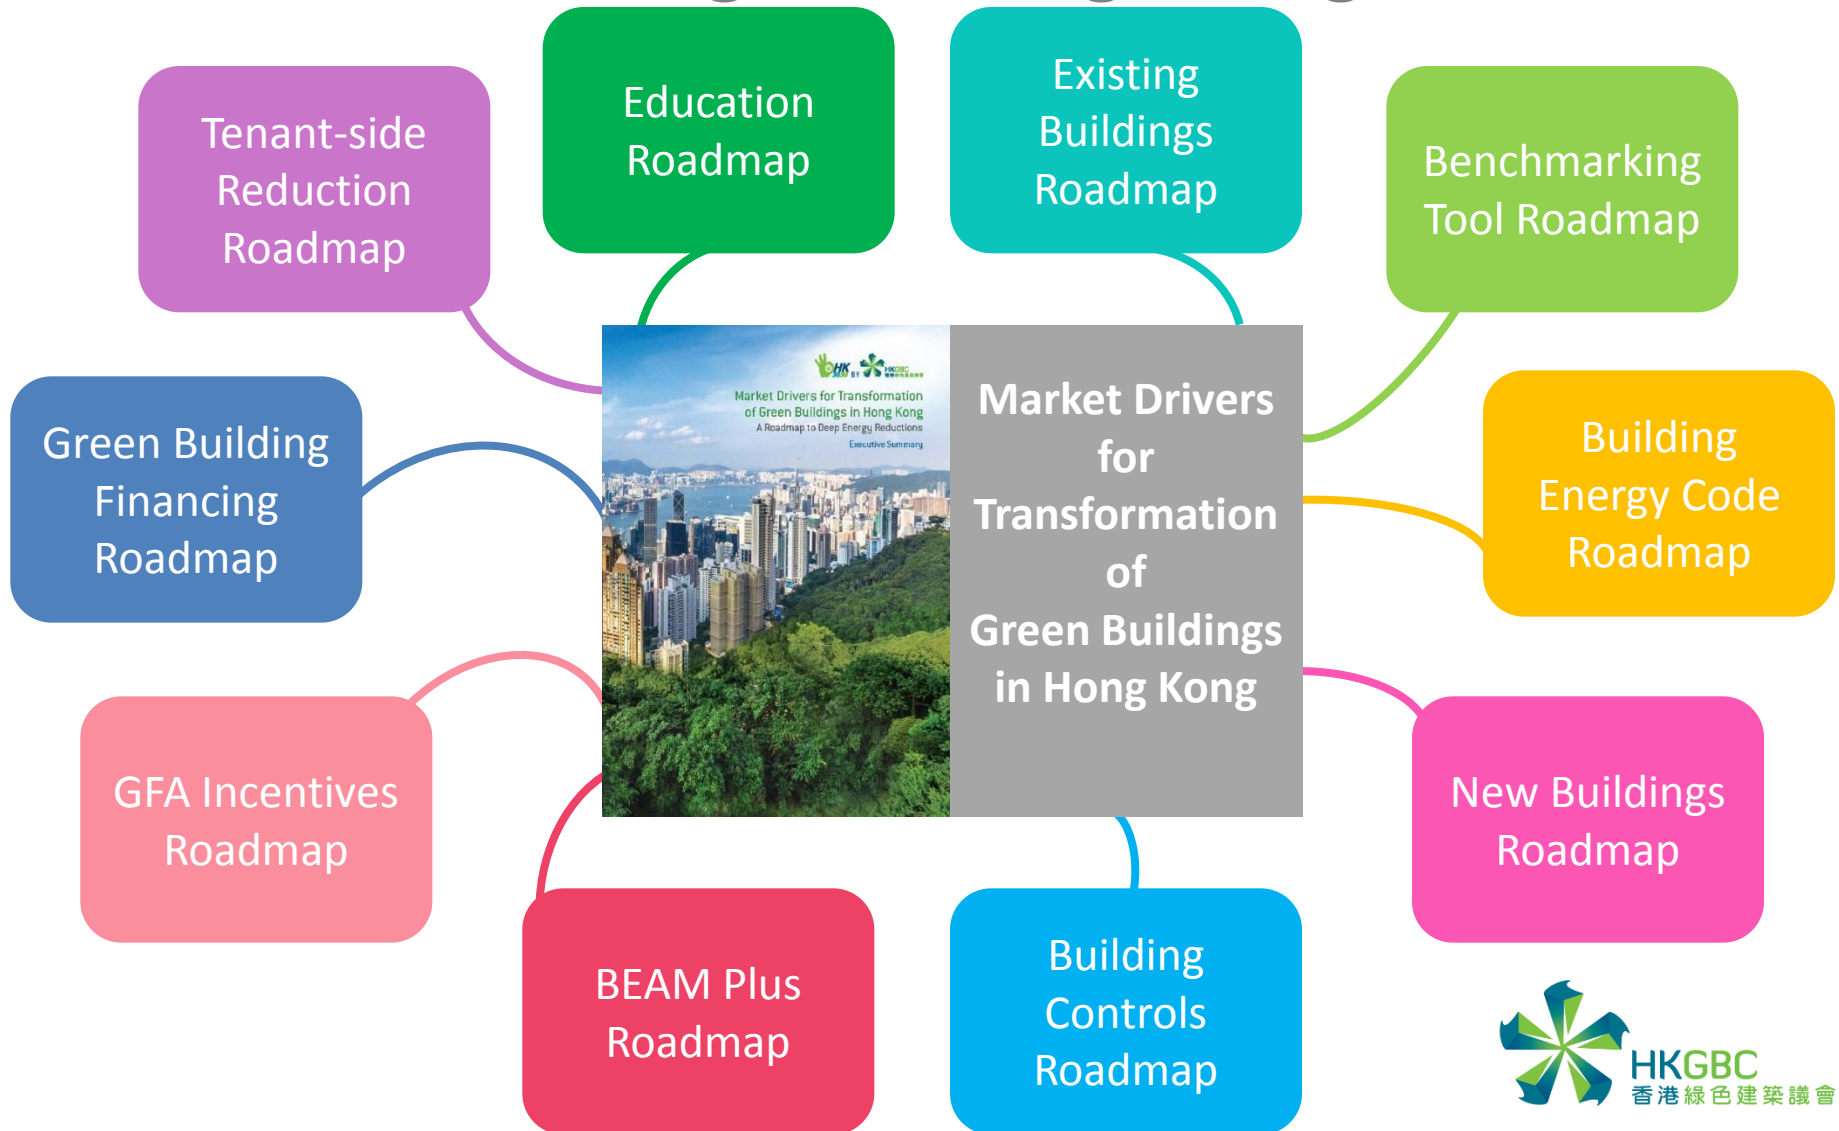 Education
Roadmap
Existing
Buildings
Roadmap
Tenant-side
Reduction
Roadmap
Benchmarking
Tool Roadmap
Green Building
Financing
Roadmap
HK BY HKGBC
Market Drivers for Transformation
of Green Buildings in Hong Kong
A Roadmap to Deep Energy Reductions
Executive Summary
Market Drivers
for
Transformation
of
Green Buildings
in Hong Kong
Building
Energy Code
Roadmap
GFA Incentives
Roadmap
New Buildings
Roadmap
BEAM Plus
Roadmap
Building
Controls
Roadmap
HKGBC
香港綠色建築議會